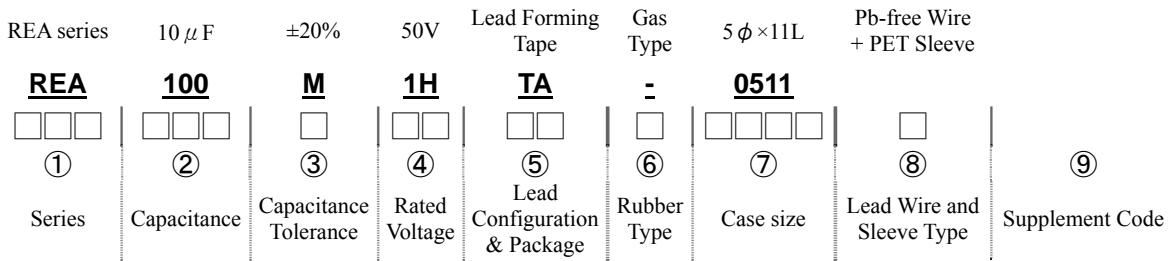 REA series 10 μ F ±20% 50V Lead Forming Tape Gas Type 5 ϕ ×11L Pb-free Wire + PET Sleeve
REA 100 M 1H TA - 0511
① ② ③ ④ ⑤ ⑥ ⑦ ⑧ ⑨
Series Capacitance Capacitance Tolerance Rated Voltage Lead Configuration & Package Rubber Type Case size Lead Wire and Sleeve Type Supplement Code